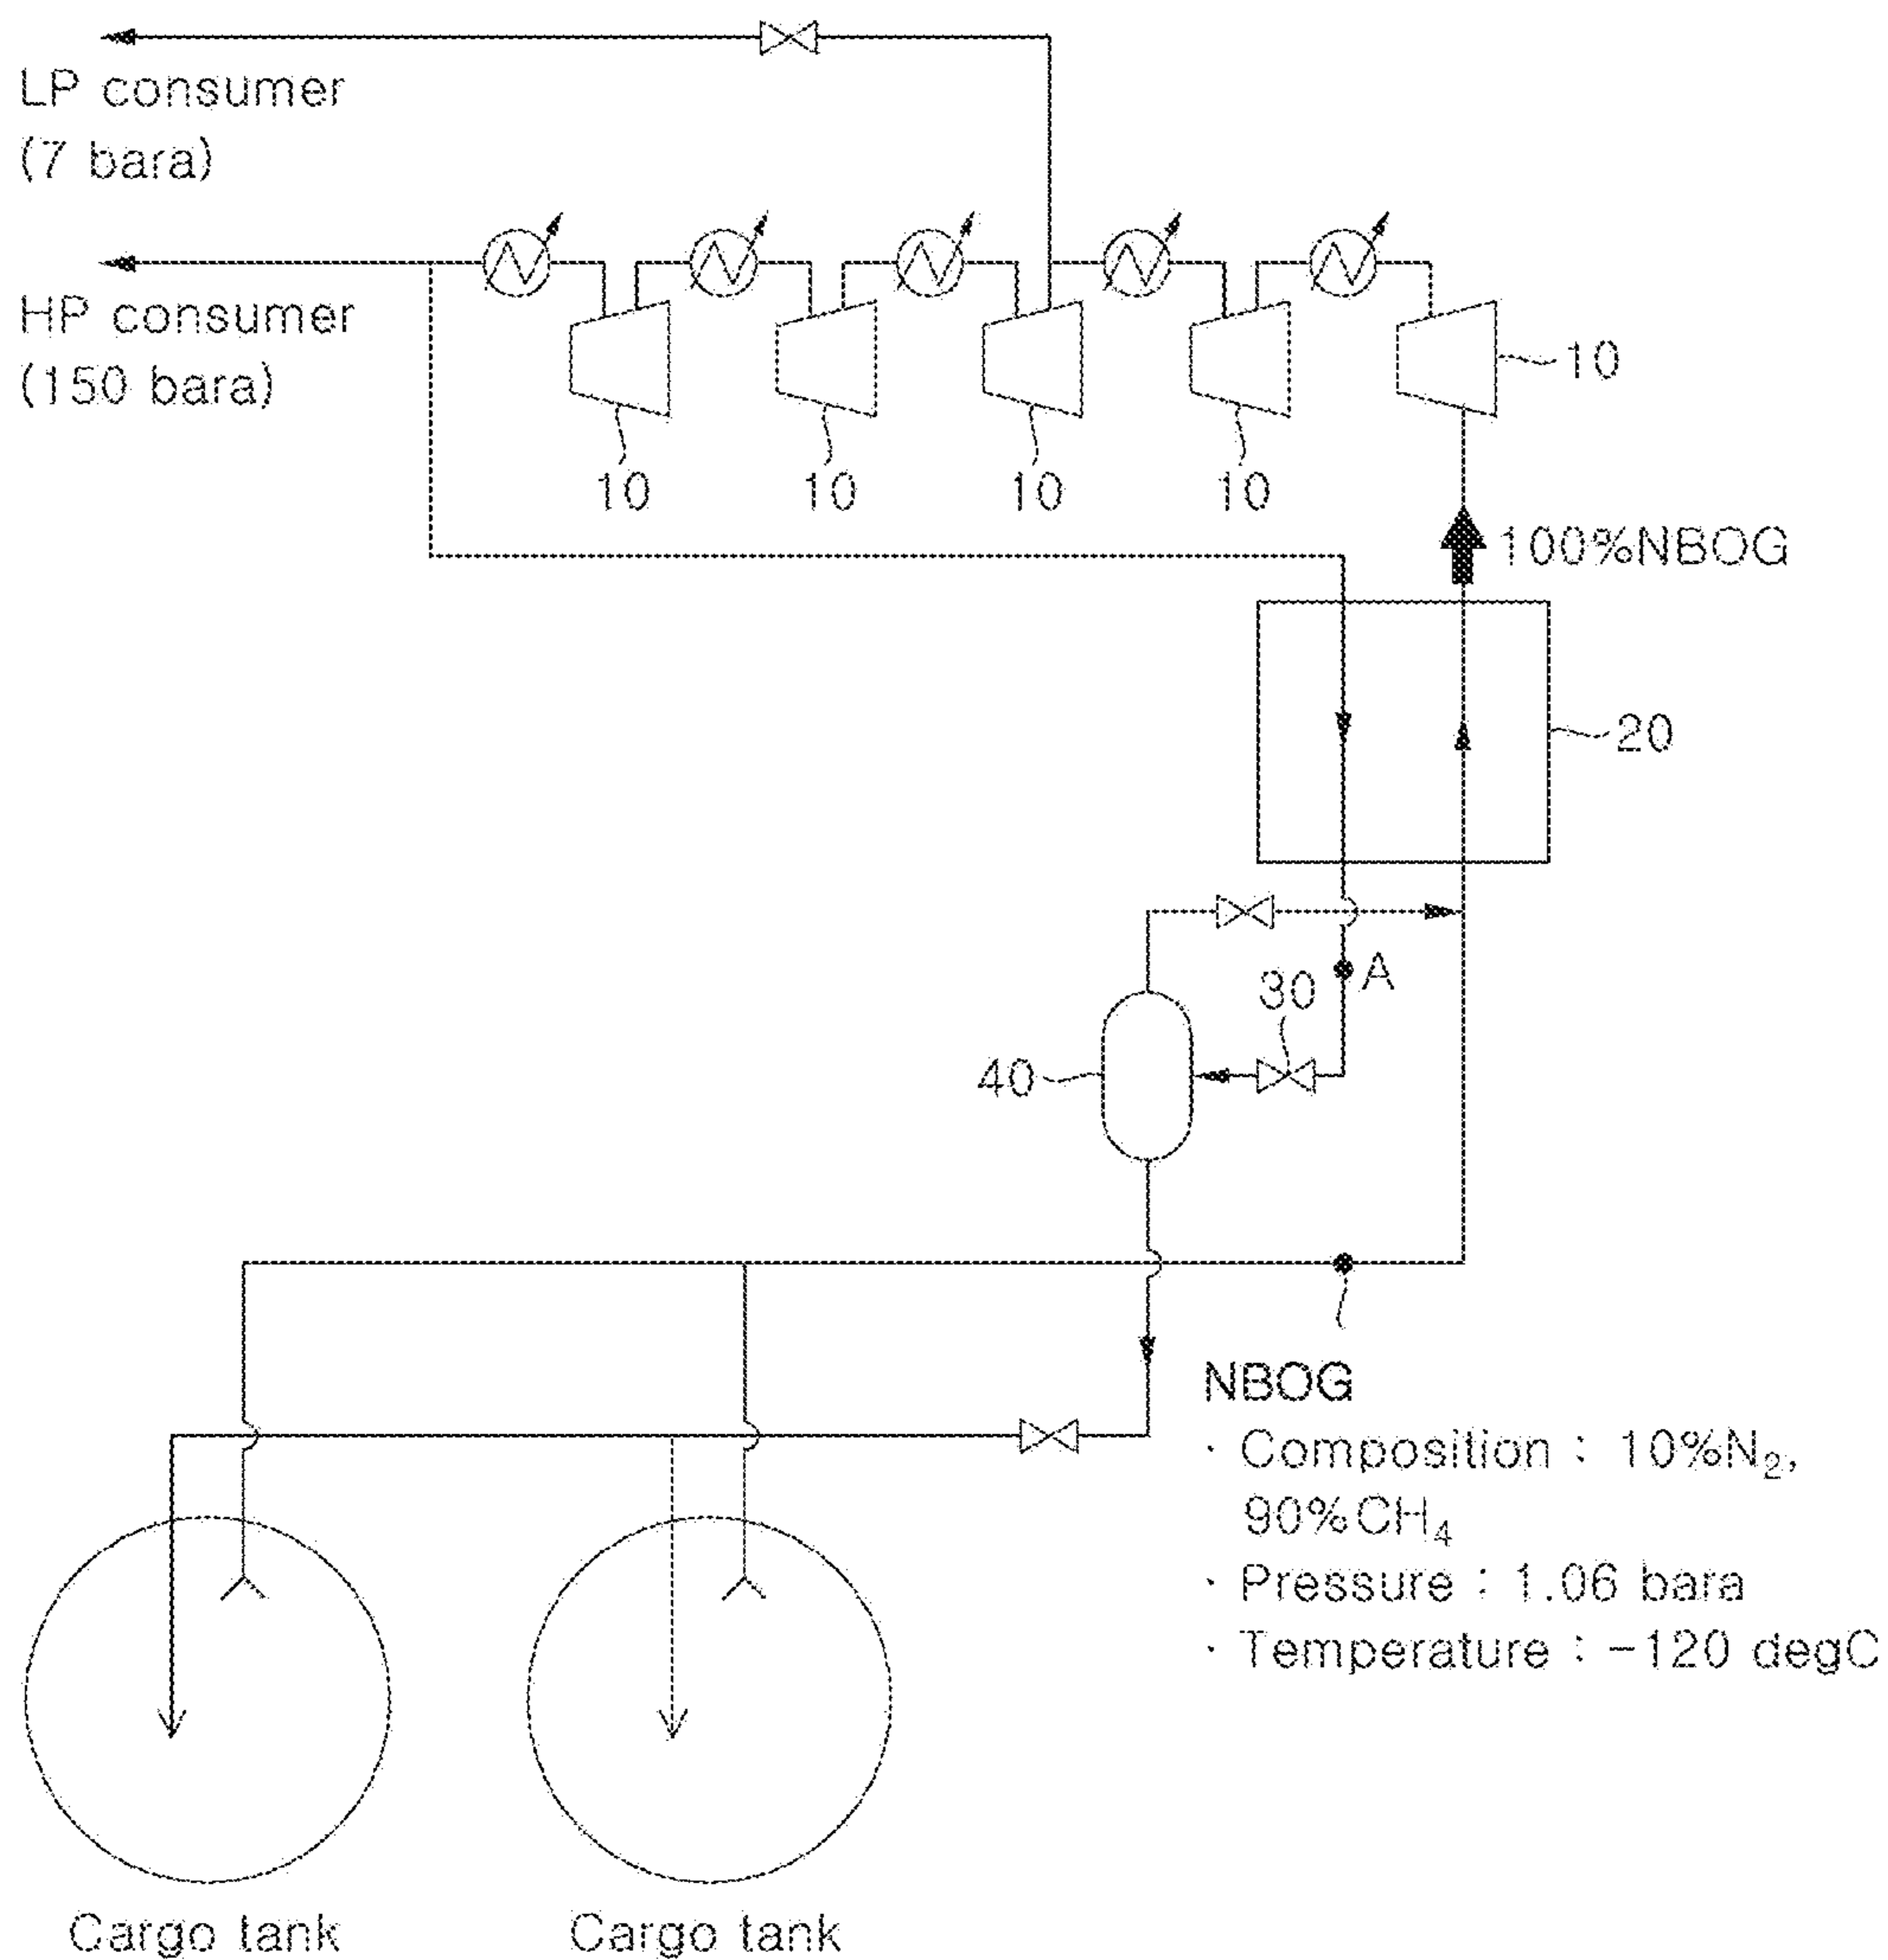 LP consumer
(7 bara)
HP consumer
(150 bara)
10
10
10
10
10
100%NBOG
20
A
30
40
NBOG
· Composition : 10%N₂,
90%CH₄
· Pressure : 1.06 bara
· Temperature : -120 degC
Cargo tank
Cargo tank